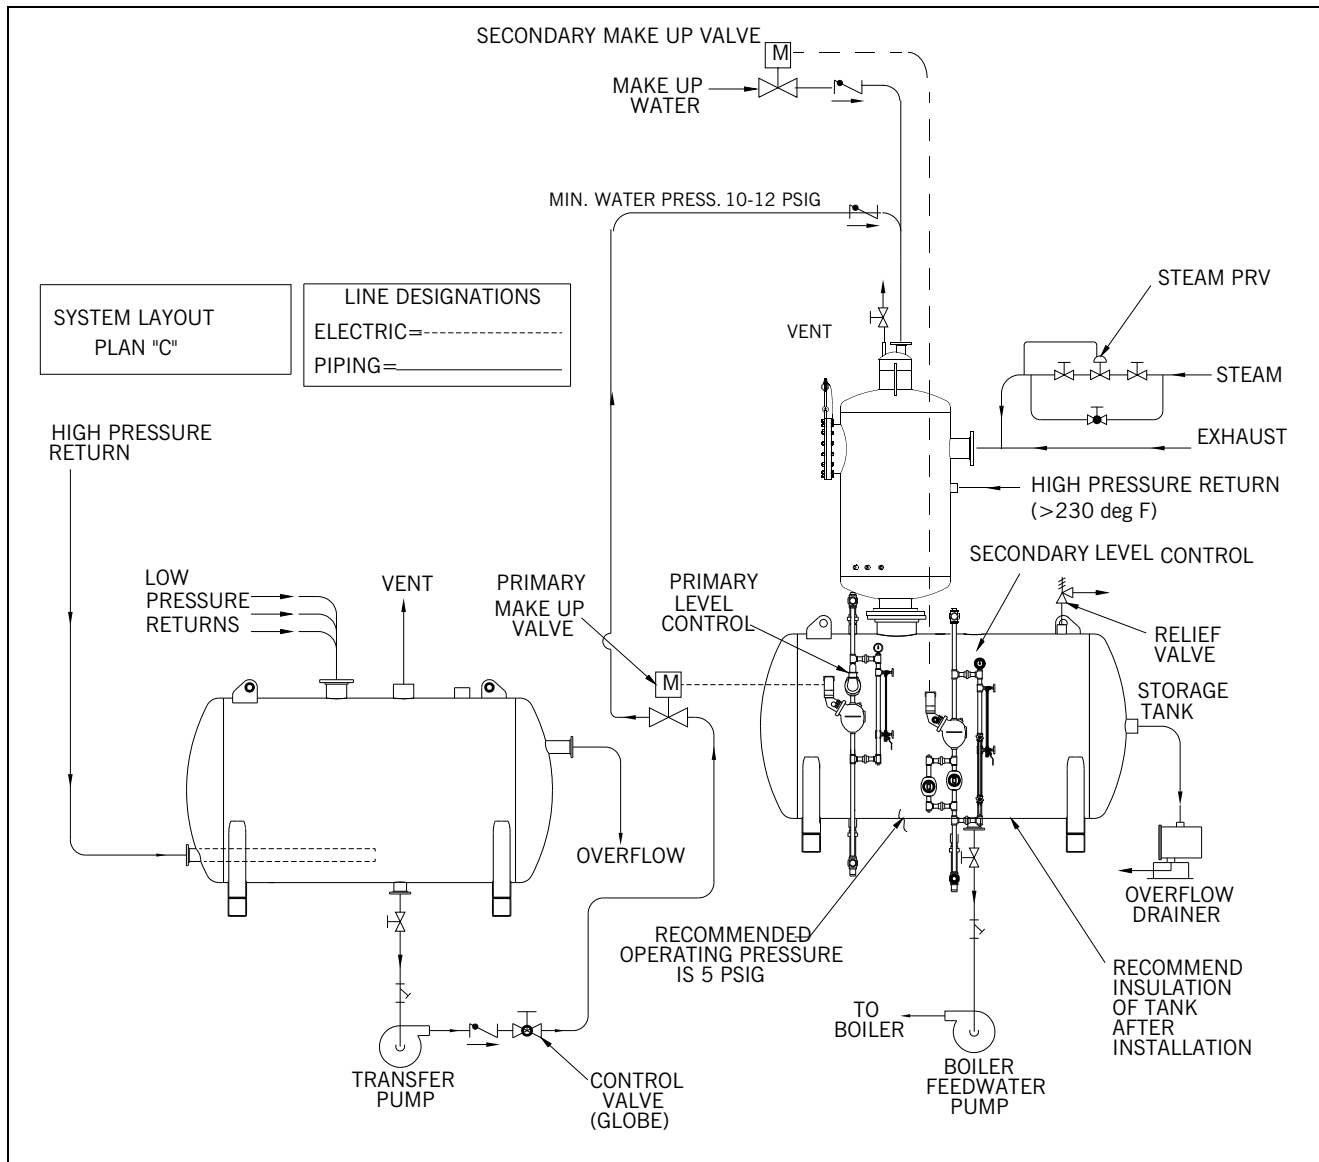 SECONDARY MAKE UP VALVE
M
MAKE UP
WATER
MIN. WATER PRESS. 10-12 PSIG
SYSTEM LAYOUT
PLAN "C"
LINE DESIGNATIONS
ELECTRIC=
PIPING=
VENT
STEAM PRV
STEAM
EXHAUST
HIGH PRESSURE RETURN
(>230 deg F)
HIGH PRESSURE
RETURN
LOW
PRESSURE
RETURNS
VENT
PRIMARY
MAKE UP
VALVE
M
PRIMARY
LEVEL
CONTROL
SECONDARY LEVEL CONTROL
RELIEF
VALVE
STORAGE
TANK
OVERFLOW
OVERFLOW
DRAINER
RECOMMENDED
OPERATING PRESSURE
IS 5 PSIG
RECOMMEND
INSULATION
OF TANK
AFTER
INSTALLATION
TO
BOILER
TRANSFER
PUMP
CONTROL
VALVE
(GLOBE)
BOILER
FEEDWATER
PUMP